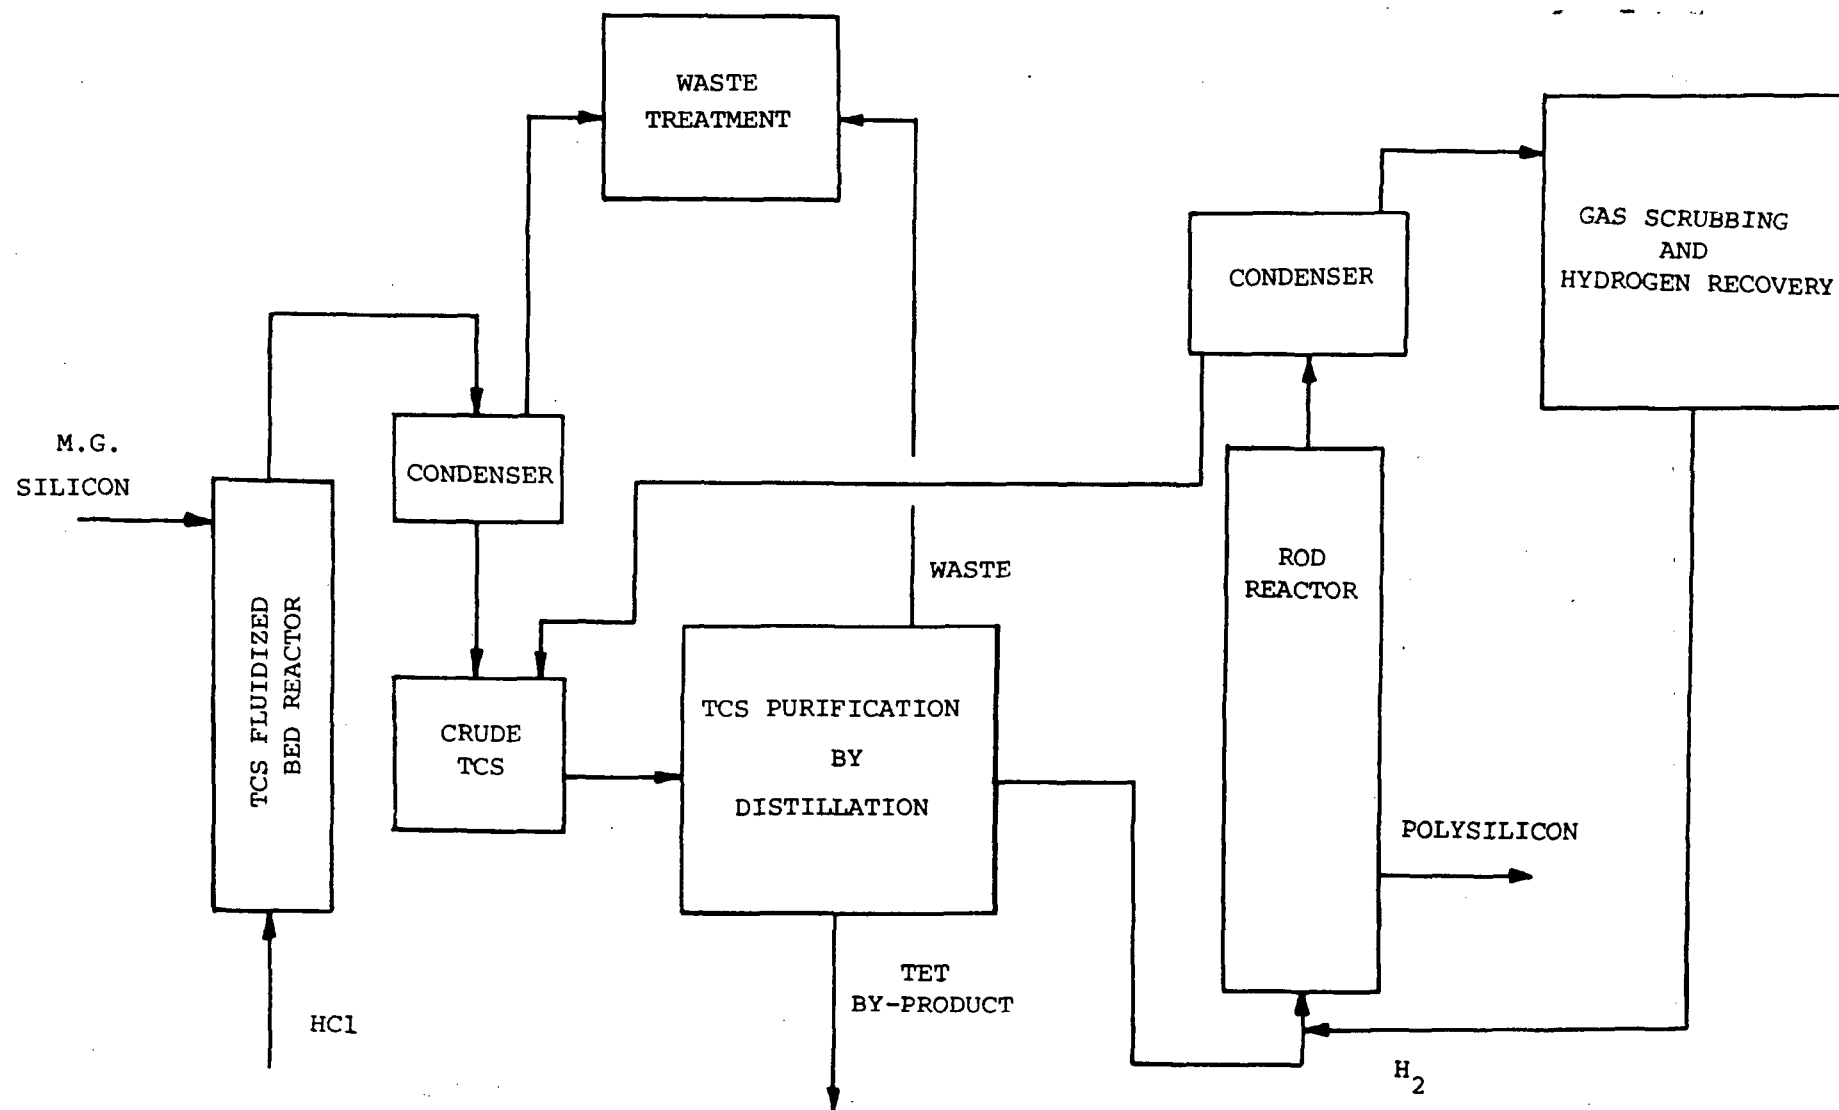 WASTE
TREATMENT
GAS SCRUBBING
AND
HYDROGEN RECOVERY
CONDENSER
M.G.
SILICON
CONDENSER
TCS FLUIDIZED
BED REACTOR
ROD
REACTOR
WASTE
CRUDE
TCS
TCS PURIFICATION
BY
DISTILLATION
POLYSILICON
TET
BY-PRODUCT
HCl
H2